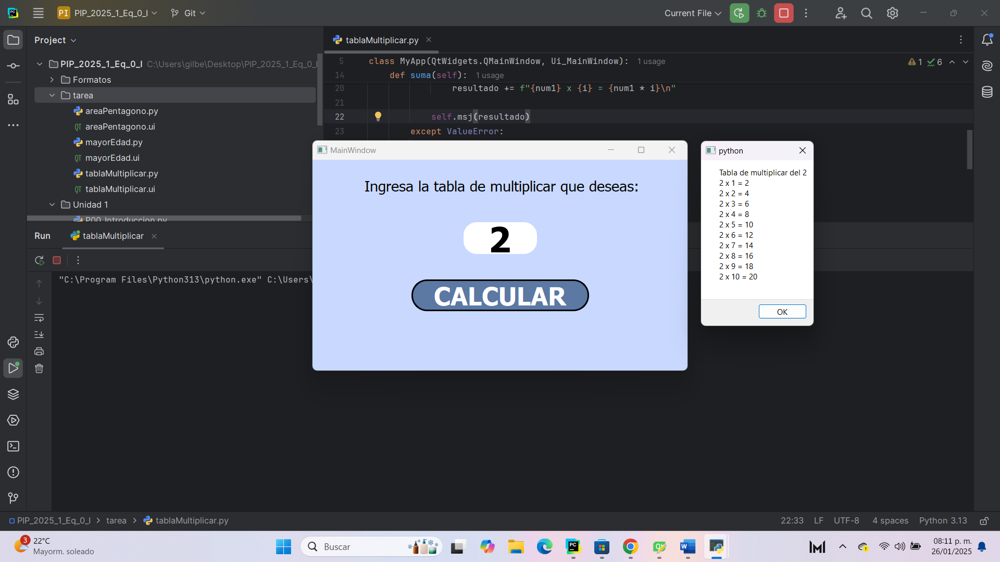 PI PIP_2025_1_Eq_0_I
Git
Current File
Project
PIP_2025_1_Eq_0_I C:\Users\gilbe\Desktop\PIP_2025_1_Eq_0_I
Formatos
tarea
areaPentagono.py
QT areaPentagono.ui
mayorEdad.py
QT mayorEdad.ui
tablaMultiplicar.py
QT tablaMultiplicar.ui
Unidad 1
P00_Introduccion.py
tablaMultiplicar.py
5 class MyApp(QtWidgets.QMainWindow, Ui_MainWindow): 1 usage
1 6
14 def suma(self): 1 usage
20 resultado += f"{num1} x {i} = {num1 * i}\n"
21
22 self.msj(resultado)
23 except ValueError:
Run tablaMultiplicar
"C:\Program Files\Python313\python.exe" C:\Users\
MainWindow
Ingresa la tabla de multiplicar que deseas:
2
CALCULAR
python
Tabla de multiplicar del 2
2 x 1 = 2
2 x 2 = 4
2 x 3 = 6
2 x 4 = 8
2 x 5 = 10
2 x 6 = 12
2 x 7 = 14
2 x 8 = 16
2 x 9 = 18
2 x 10 = 20
OK
PIP_2025_1_Eq_0_I > tarea > tablaMultiplicar.py
22:33 LF UTF-8 4 spaces Python 3.13
3
22°C
Mayorm. soleado
Buscar
08:11 p. m.
26/01/2025